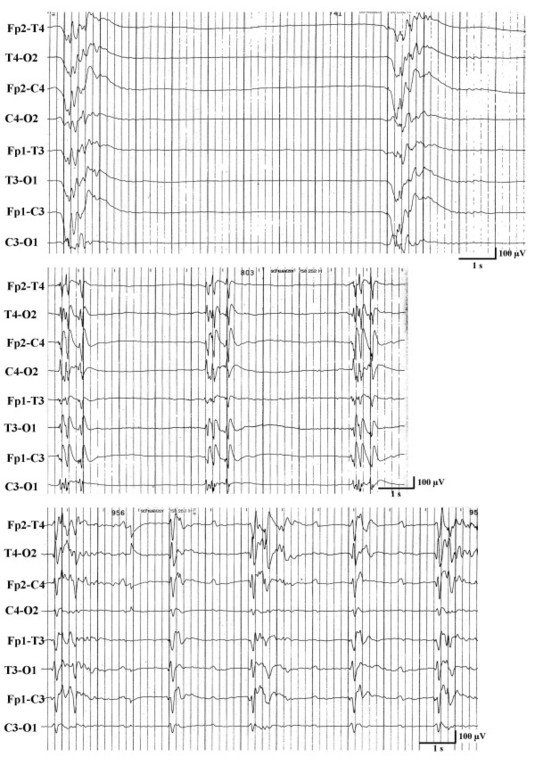 Fp2-T4
T4-O2
Fp2-C4
C4-O2
Fp1-T3
T3-O1
Fp1-C3
C3-O1
100 µV
1 s
803
Fp2-T4
T4-O2
Fp2-C4
C4-O2
Fp1-T3
T3-O1
Fp1-C3
C3-O1
100 µV
1 s
956
Fp2-T4
T4-O2
Fp2-C4
C4-O2
Fp1-T3
T3-O1
Fp1-C3
C3-O1
100 µV
1 s